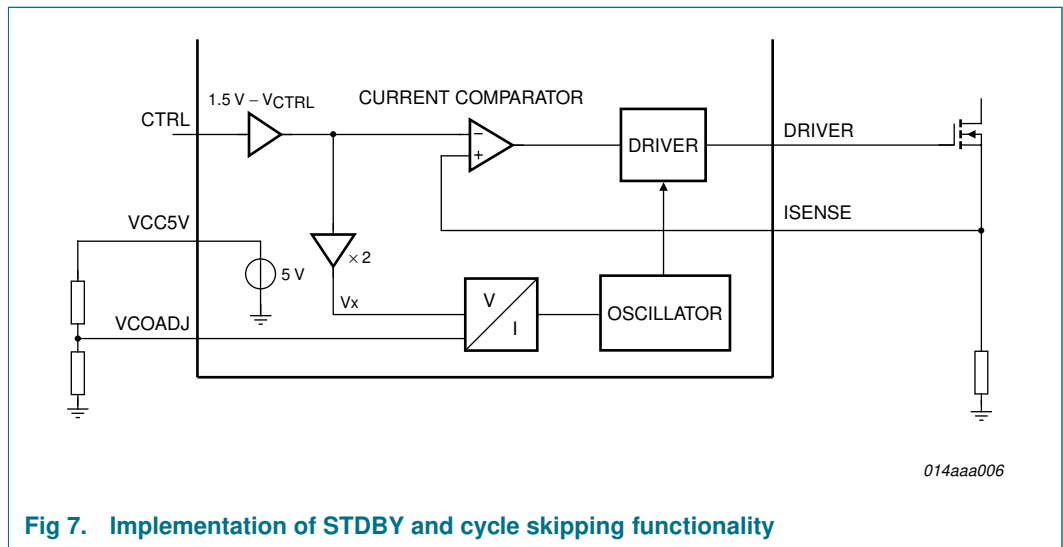 1.5 V – VCTRL
CTRL
CURRENT COMPARATOR
–
+
DRIVER
DRIVER
ISENSE
VCC5V
5 V
× 2
Vx
VCOADJ
V
I
OSCILLATOR
014aaa006
Fig 7. Implementation of STDBY and cycle skipping functionality